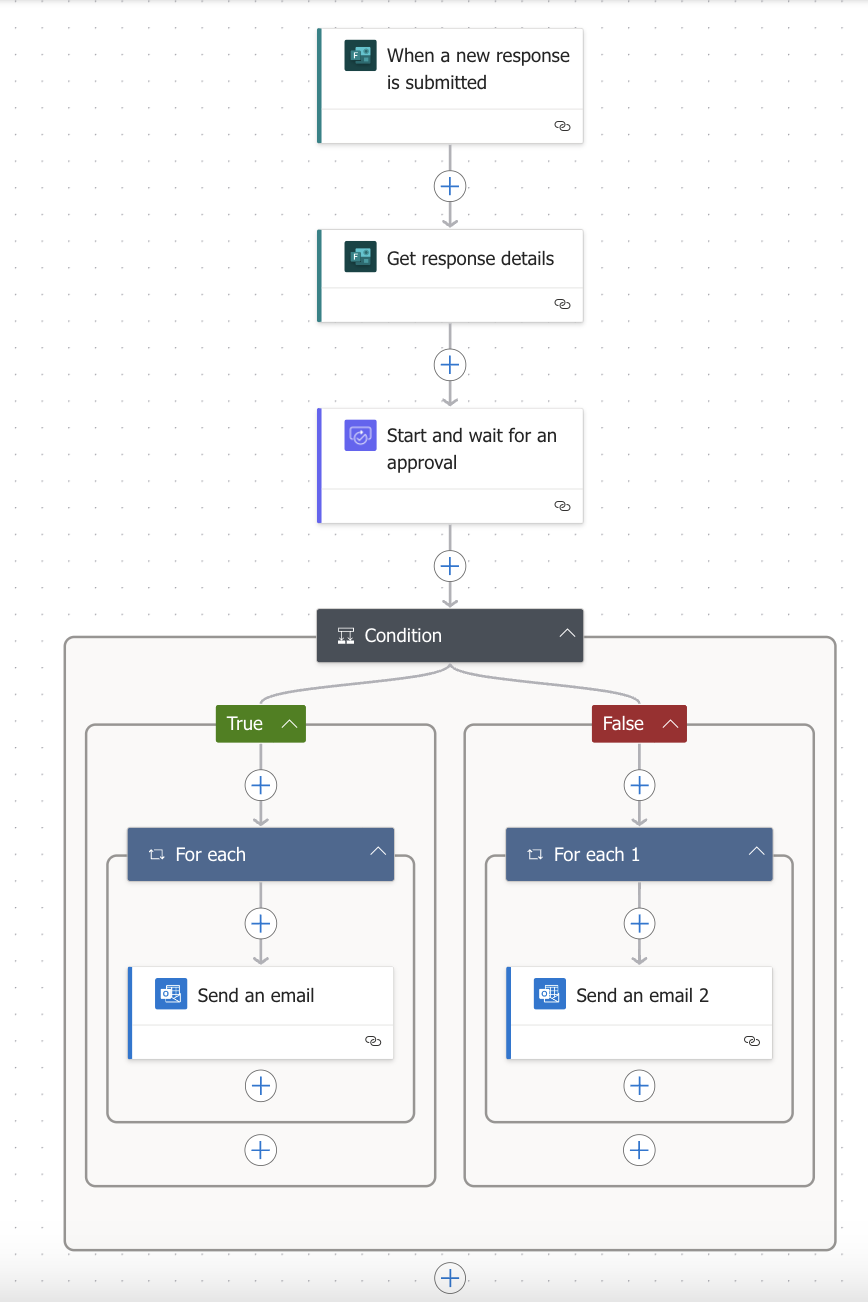 When a new response
is submitted
Get response details
Start and wait for an
approval
Condition
True
False
For each
For each 1
Send an email
Send an email 2